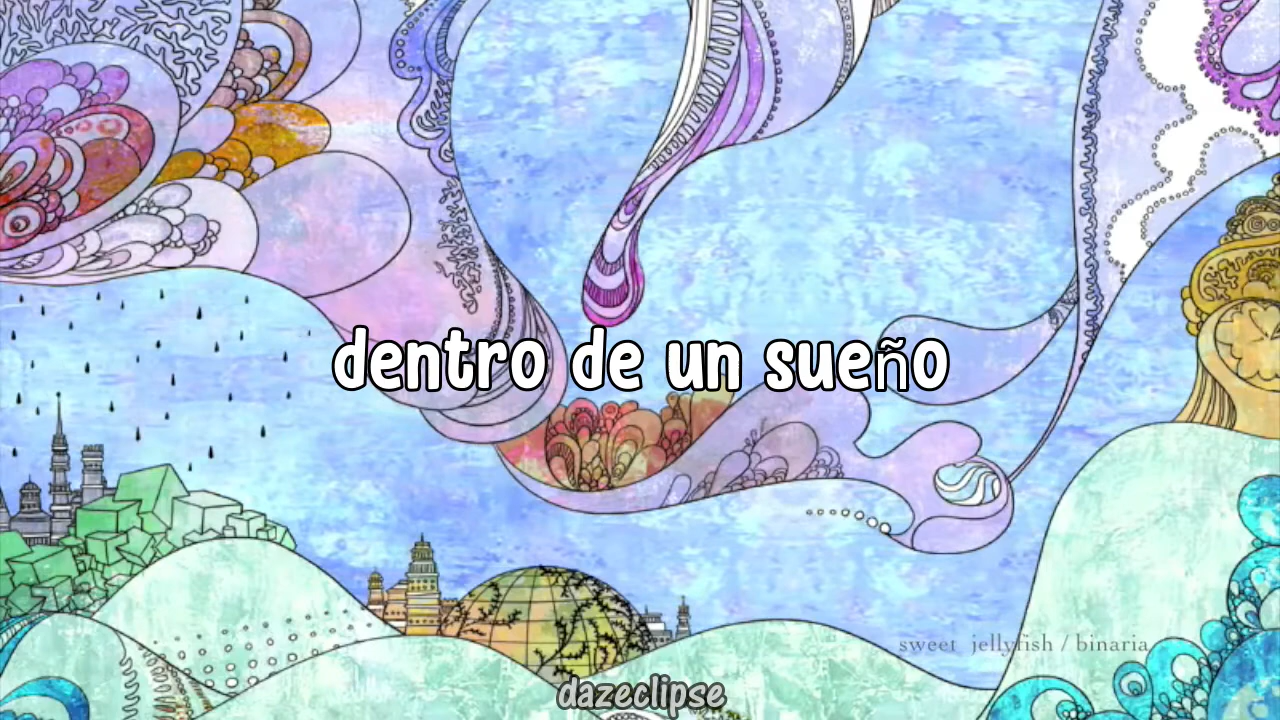 dentro de un sueño
sweet jellyfish / binaria
dazeclipse